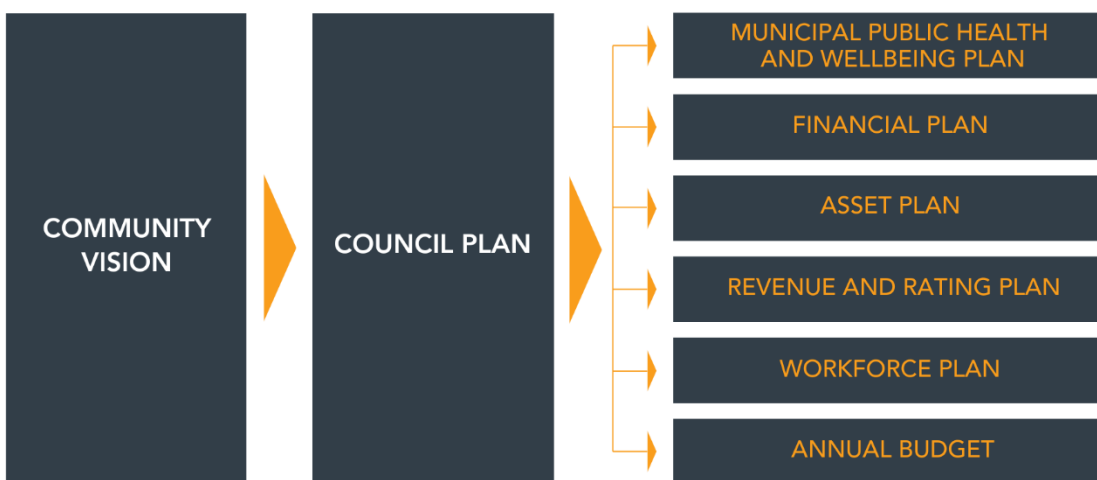 COMMUNITY
VISION
COUNCIL PLAN
MUNICIPAL PUBLIC HEALTH
AND WELLBEING PLAN
FINANCIAL PLAN
ASSET PLAN
REVENUE AND RATING PLAN
WORKFORCE PLAN
ANNUAL BUDGET